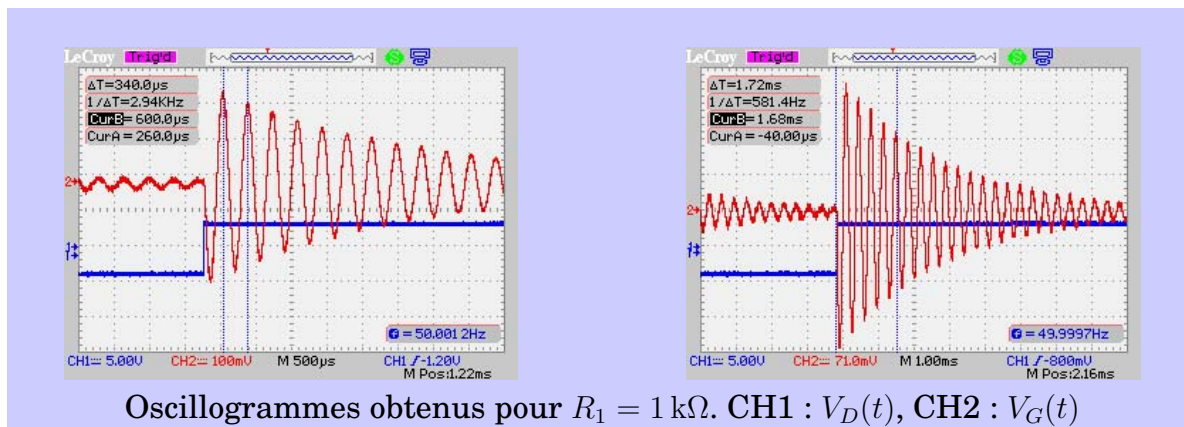 LeCroy Trig'd
ΔT=340.0µs
1/ΔT=2.94KHz
CurB= 600.0µs
CurA= 260.0µs
2
1
G = 50.0012Hz
CH1 5.00V CH2 100mV M 500µs CH1 -1.20V
M Pos:1.22ms
LeCroy Trig'd
ΔT=1.72ms
1/ΔT=581.4Hz
CurB= 1.68ms
CurA= -40.00µs
2
1
G = 49.9997Hz
CH1 5.00V CH2 71.0mV M 1.00ms CH1 -800mV
M Pos:2.16ms
Oscillogrammes obtenus pour R₁ = 1 kΩ. CH1 : V_D(t), CH2 : V_G(t)